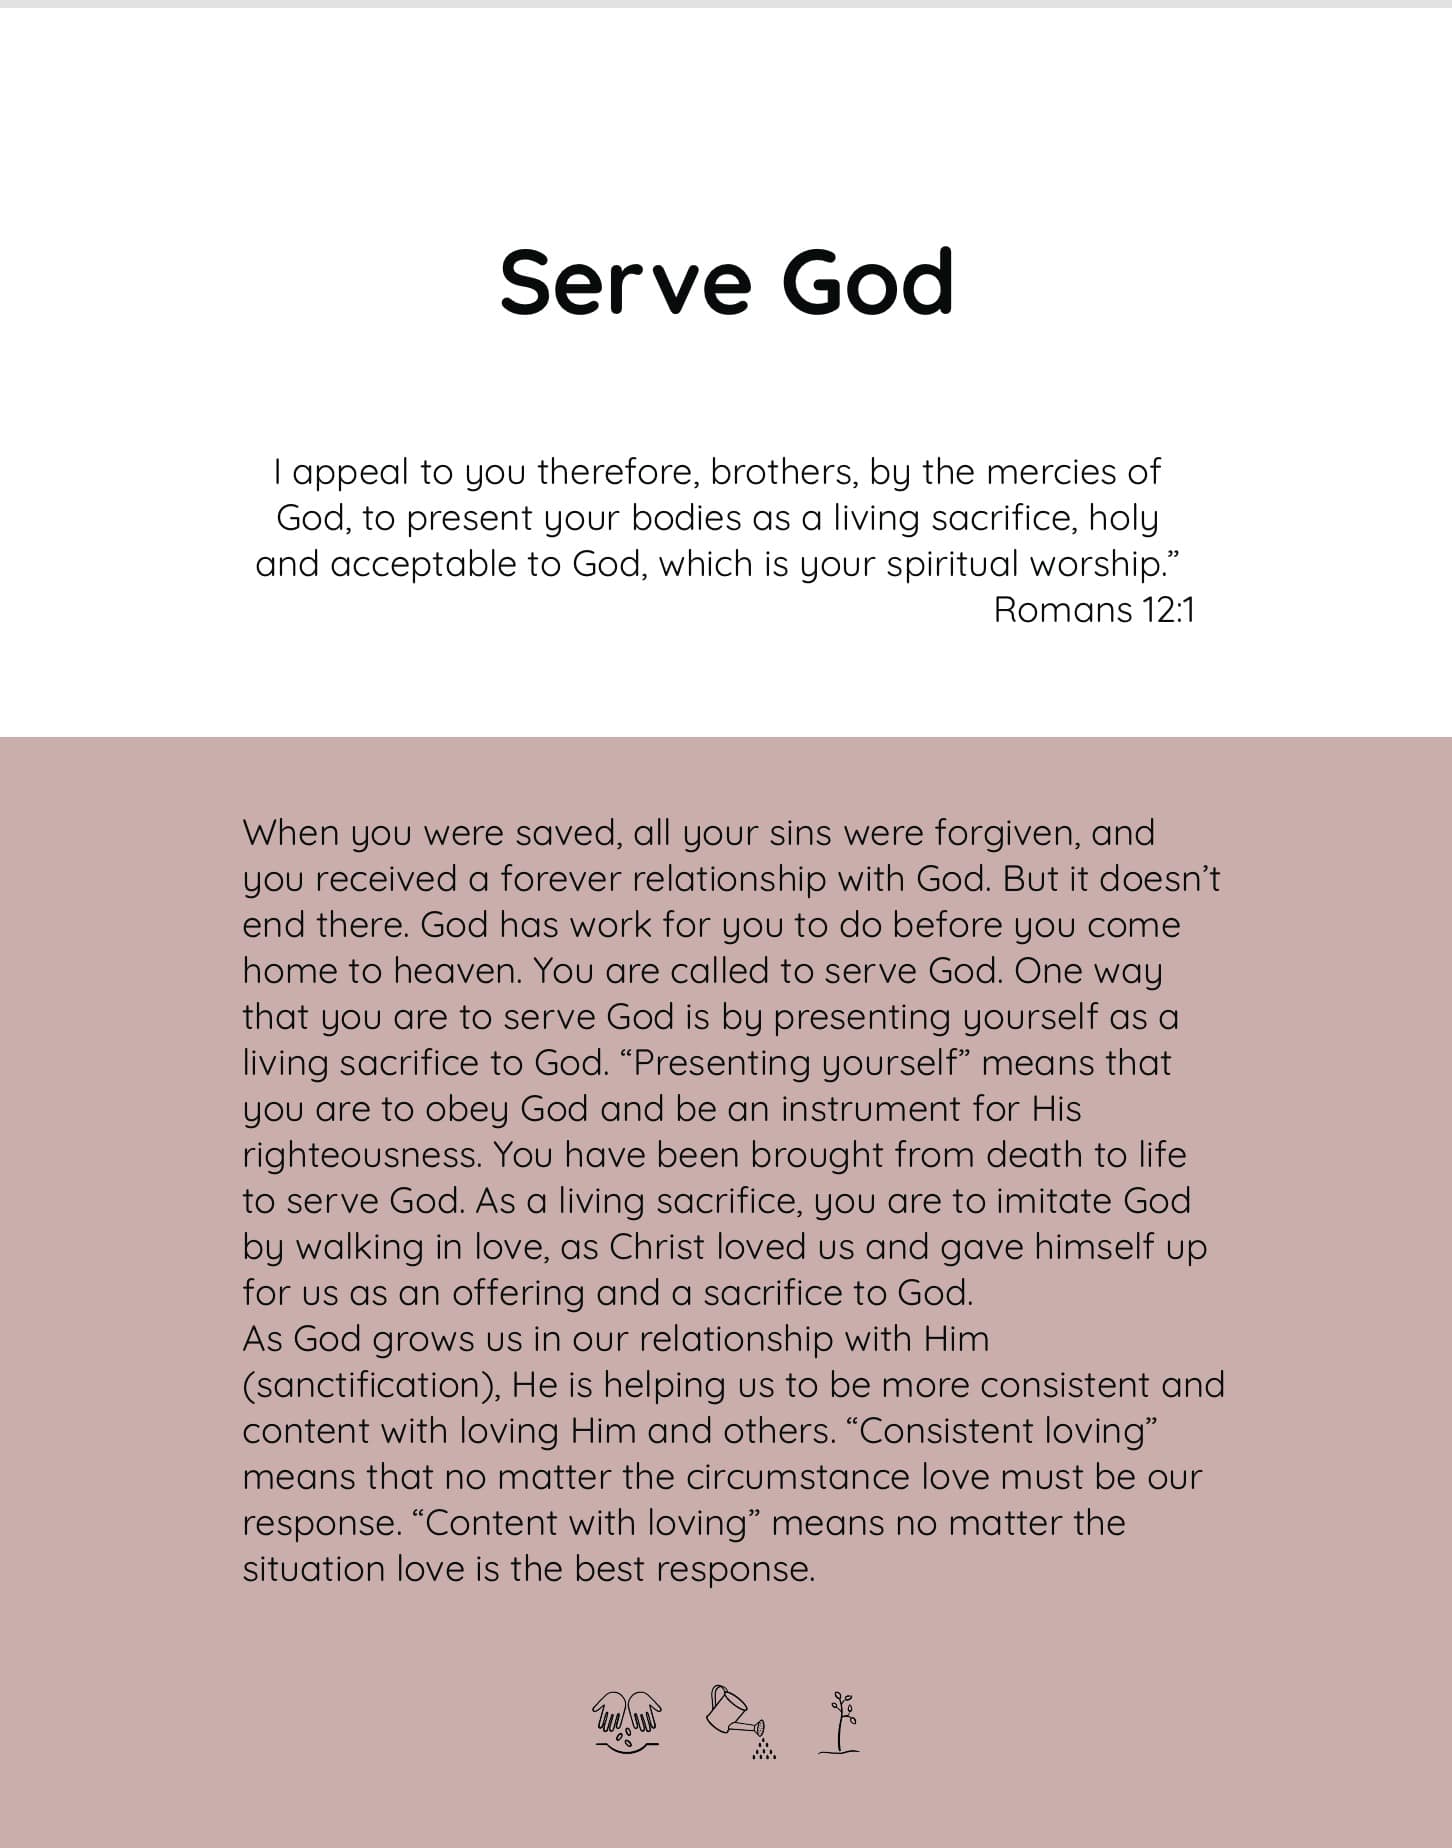 Serve God
I appeal to you therefore, brothers, by the mercies of
God, to present your bodies as a living sacrifice, holy
and acceptable to God, which is your spiritual worship.”
Romans 12:1
When you were saved, all your sins were forgiven, and
you received a forever relationship with God. But it doesn’t
end there. God has work for you to do before you come
home to heaven. You are called to serve God. One way
that you are to serve God is by presenting yourself as a
living sacrifice to God. “Presenting yourself” means that
you are to obey God and be an instrument for His
righteousness. You have been brought from death to life
to serve God. As a living sacrifice, you are to imitate God
by walking in love, as Christ loved us and gave himself up
for us as an offering and a sacrifice to God.
As God grows us in our relationship with Him
(sanctification), He is helping us to be more consistent and
content with loving Him and others. “Consistent loving”
means that no matter the circumstance love must be our
response. “Content with loving” means no matter the
situation love is the best response.